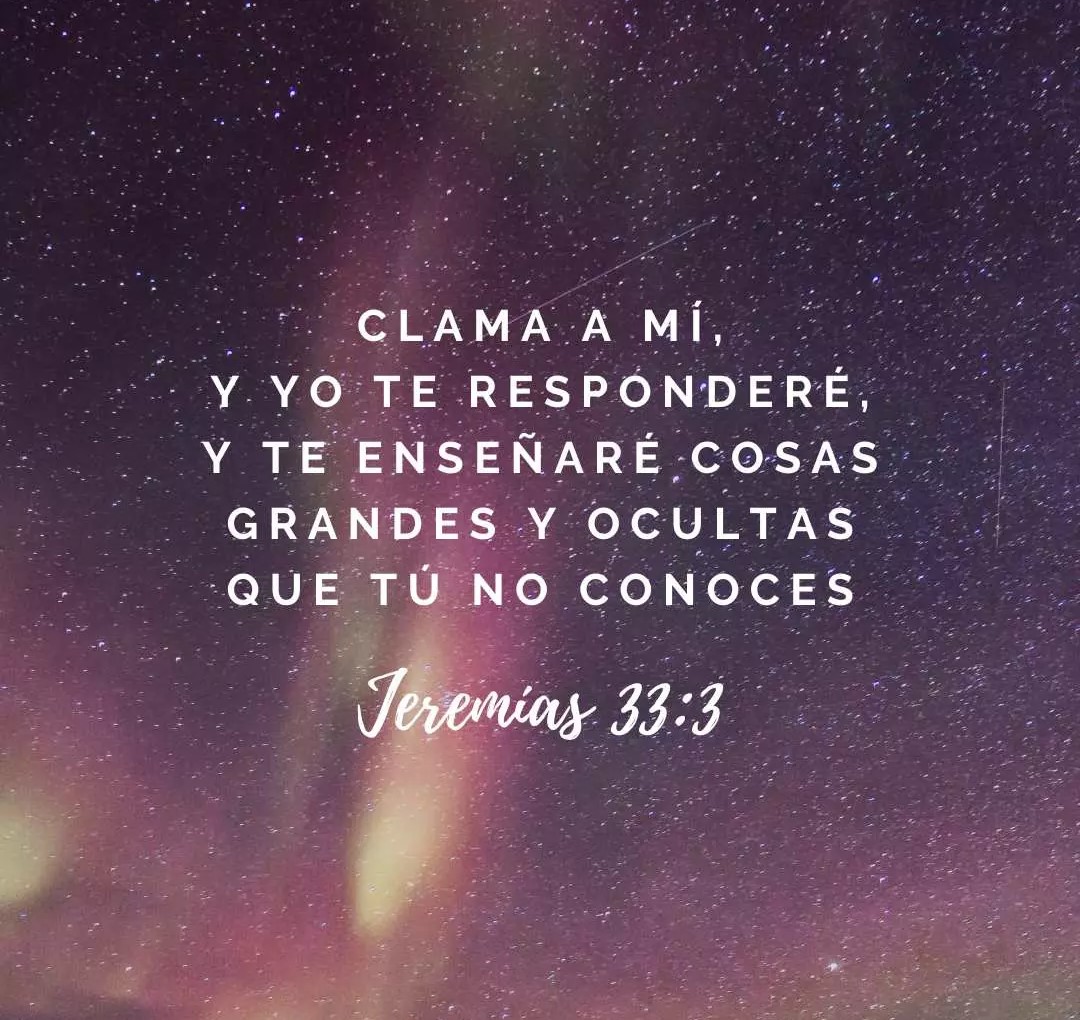 CLAMA A MÍ,
Y YO TE RESPONDERÉ,
Y TE ENSEÑARÉ COSAS
GRANDES Y OCULTAS
QUE TÚ NO CONOCES
Jeremías 33:3